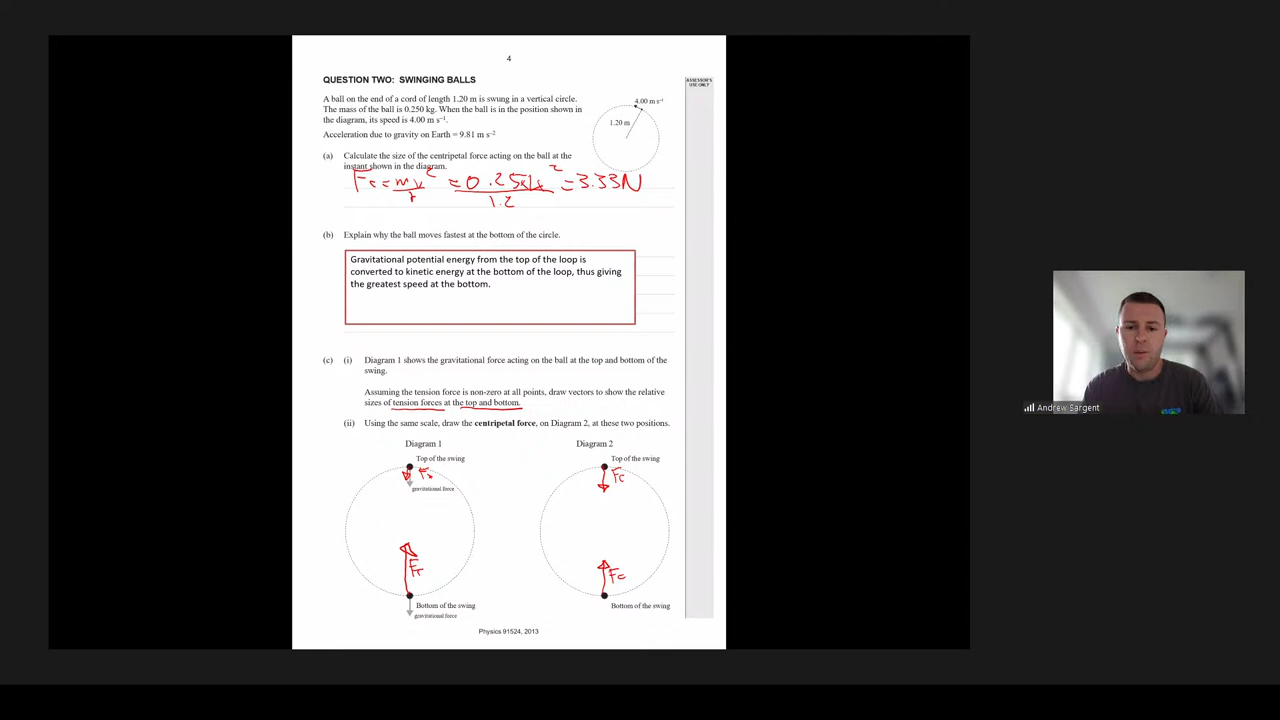 4
QUESTION TWO: SWINGING BALLS
ASSESSOR'S
USE ONLY
A ball on the end of a cord of length 1.20 m is swung in a vertical circle.
The mass of the ball is 0.250 kg. When the ball is in the position shown in
the diagram, its speed is 4.00 m s⁻¹.
4.00 m s⁻¹
1.20 m
Acceleration due to gravity on Earth = 9.81 m s⁻²
(a) Calculate the size of the centripetal force acting on the ball at the
instant shown in the diagram.
Fc = mv²/r = 0.25x4²/1.2 = 3.33N
(b) Explain why the ball moves fastest at the bottom of the circle.
Gravitational potential energy from the top of the loop is
converted to kinetic energy at the bottom of the loop, thus giving
the greatest speed at the bottom.
(c) (i) Diagram 1 shows the gravitational force acting on the ball at the top and bottom of the
swing.
Assuming the tension force is non-zero at all points, draw vectors to show the relative
sizes of tension forces at the top and bottom.
(ii) Using the same scale, draw the centripetal force, on Diagram 2, at these two positions.
Diagram 1
Top of the swing
gravitational force
FT
Bottom of the swing
gravitational force
Diagram 2
Top of the swing
Fc
Fc
Bottom of the swing
Physics 91524, 2013
Andrew Sargent